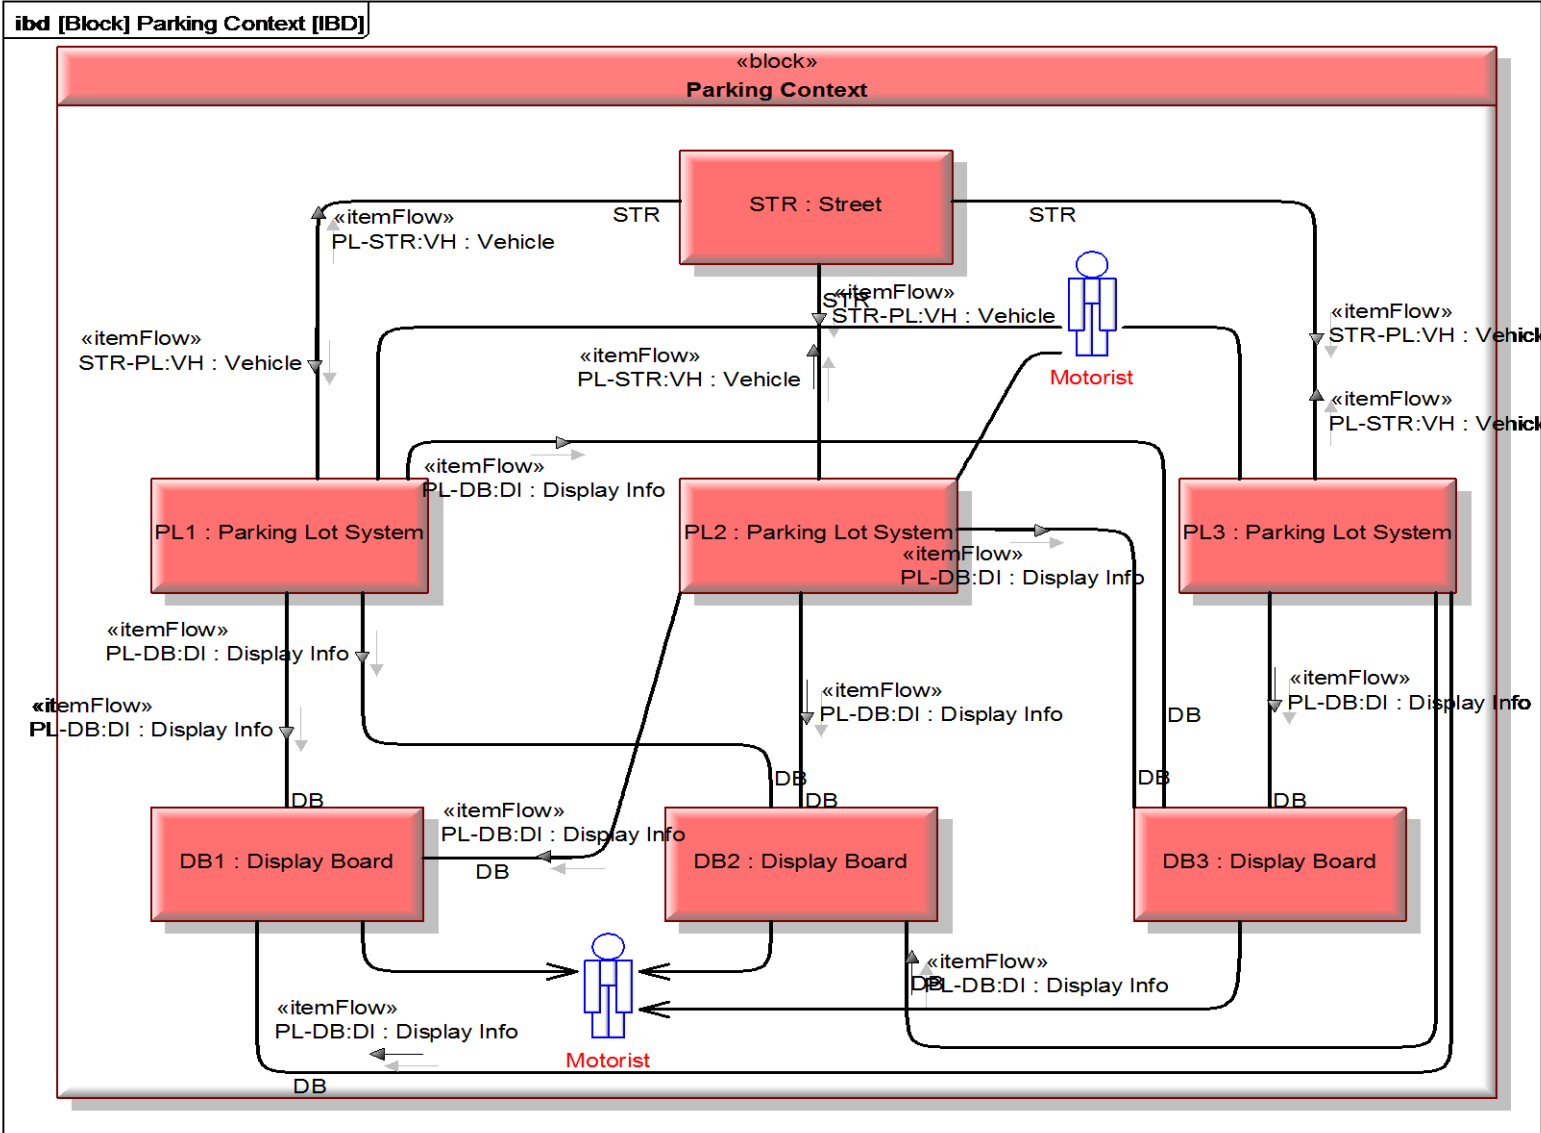 ibd [Block] Parking Context [IBD]
«block»
Parking Context
STR : Street
STR
STR
«itemFlow»
PL-STR:VH : Vehicle
STR
«itemFlow»
STR-PL:VH : Vehicle
«itemFlow»
STR-PL:VH : Vehicle
«itemFlow»
STR-PL:VH : Vehicle
«itemFlow»
PL-STR:VH : Vehicle
Motorist
«itemFlow»
PL-STR:VH : Vehicle
«itemFlow»
PL-DB:DI : Display Info
PL1 : Parking Lot System
PL2 : Parking Lot System
PL3 : Parking Lot System
«itemFlow»
PL-DB:DI : Display Info
«itemFlow»
PL-DB:DI : Display Info
«itemFlow»
PL-DB:DI : Display Info
«itemFlow»
PL-DB:DI : Display Info
«itemFlow»
PL-DB:DI : Display Info
DB
DB
DB
DB
DB
DB
«itemFlow»
PL-DB:DI : Display Info
DB
DB1 : Display Board
DB2 : Display Board
DB3 : Display Board
«itemFlow»
PL-DB:DI : Display Info
DB
«itemFlow»
PL-DB:DI : Display Info
Motorist
DB